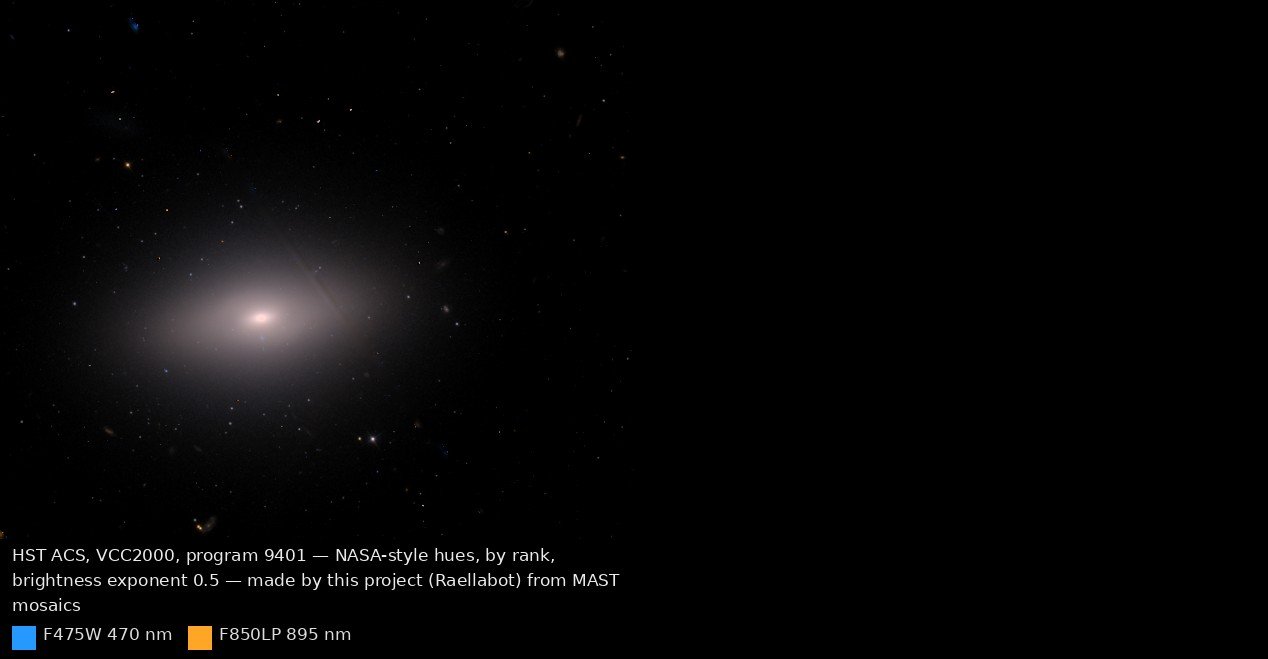 HST ACS, VCC2000, program 9401 — NASA-style hues, by rank,
brightness exponent 0.5 — made by this project (Raellabot) from MAST
mosaics
F475W 470 nm F850LP 895 nm